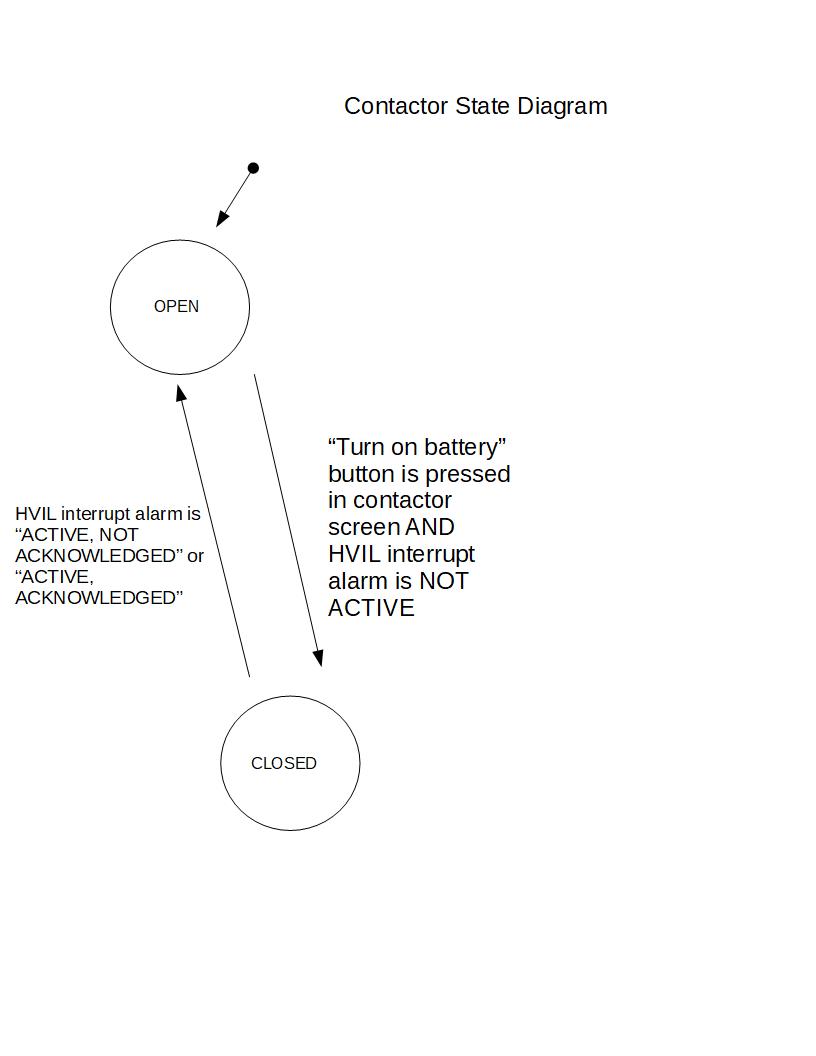 Contactor State Diagram
OPEN
“Turn on battery”
button is pressed
in contactor
screen AND
HVIL interrupt
alarm is NOT
ACTIVE
HVIL interrupt alarm is
“ACTIVE, NOT
ACKNOWLEDGED” or
“ACTIVE,
ACKNOWLEDGED”
CLOSED